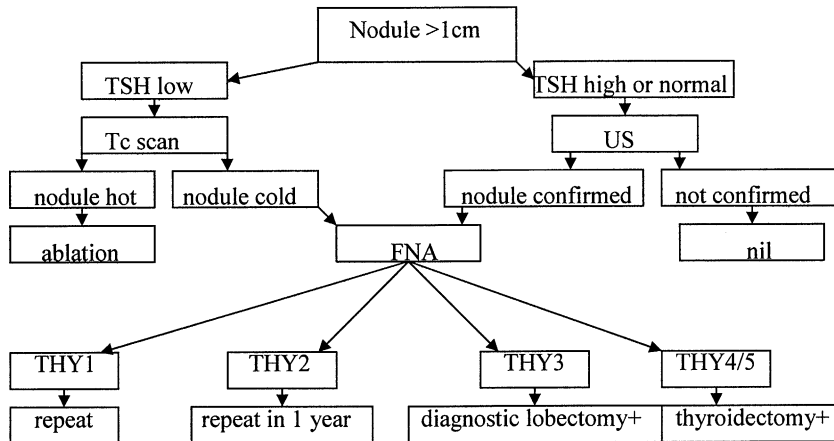 Nodule >1cm
TSH low
TSH high or normal
Tc scan
US
nodule hot
nodule cold
nodule confirmed
not confirmed
ablation
FNA
nil
THY1
THY2
THY3
THY4/5
repeat
repeat in 1 year
diagnostic lobectomy+
thyroidectomy+